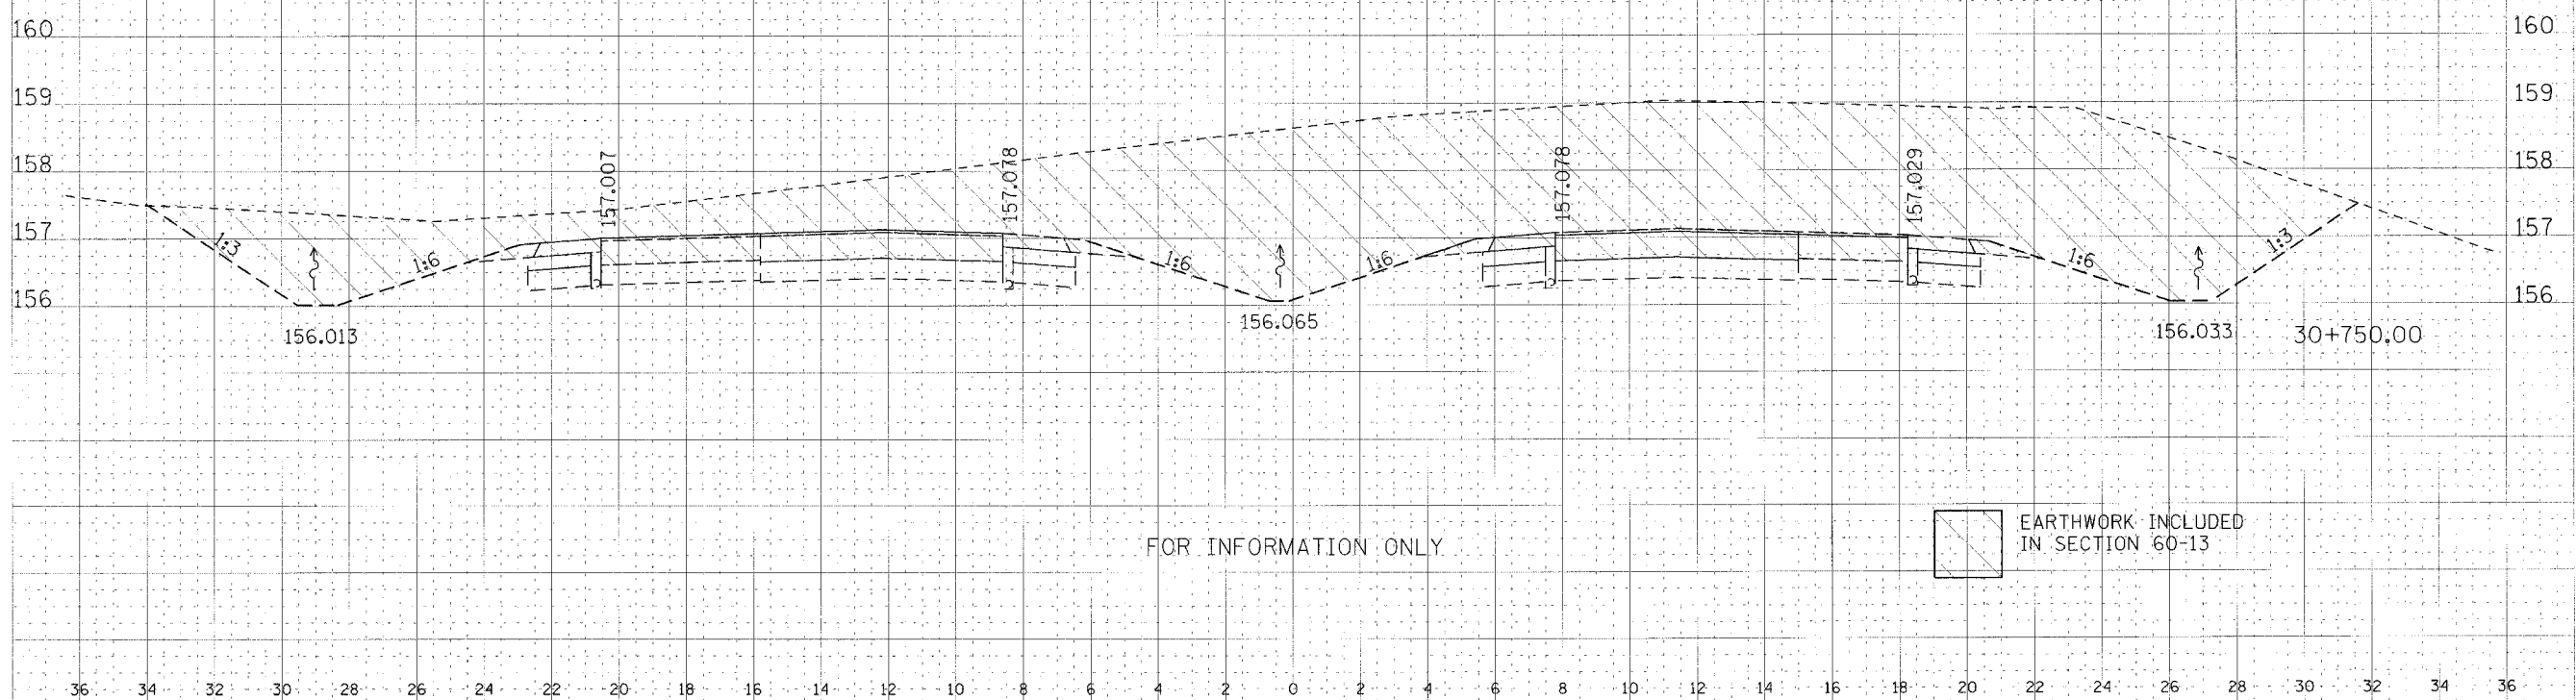 160 160
159 159
158 157.007 157.078 157.078 157.029 158
157 1:3 1:6 1:6 1:6 1:6 1:3 157
156 156
156.013 156.065 156.033 30+750.00
EARTHWORK INCLUDED
IN SECTION 60-13
FOR INFORMATION ONLY
36 34 32 30 28 26 24 22 20 18 16 14 12 10 8 6 4 2 0 2 4 6 8 10 12 14 16 18 20 22 24 26 28 30 32 34 36